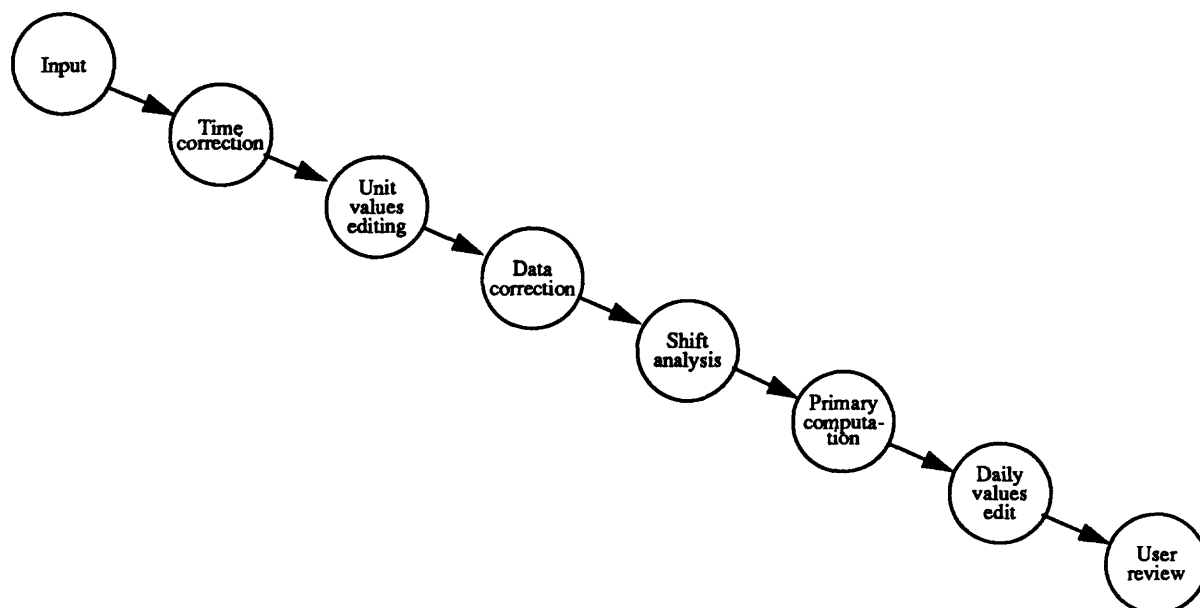 Input
Time
correction
Unit
values
editing
Data
correction
Shift
analysis
Primary
computa-
tion
Daily
values
edit
User
review